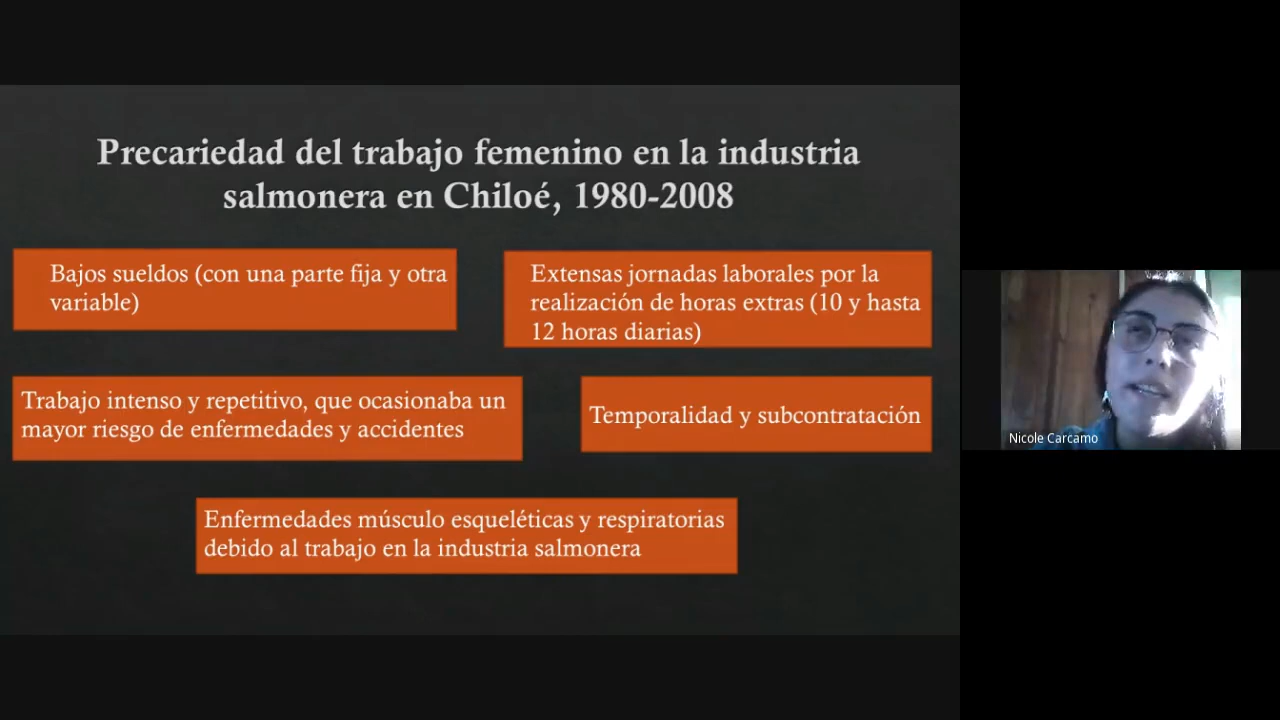 Precariedad del trabajo femenino en la industria
salmonera en Chiloé, 1980-2008
Bajos sueldos (con una parte fija y otra
variable)
Extensas jornadas laborales por la
realización de horas extras (10 y hasta
12 horas diarias)
Trabajo intenso y repetitivo, que ocasionaba un
mayor riesgo de enfermedades y accidentes
Temporalidad y subcontratación
Enfermedades músculo esqueléticas y respiratorias
debido al trabajo en la industria salmonera
Nicole Carcamo